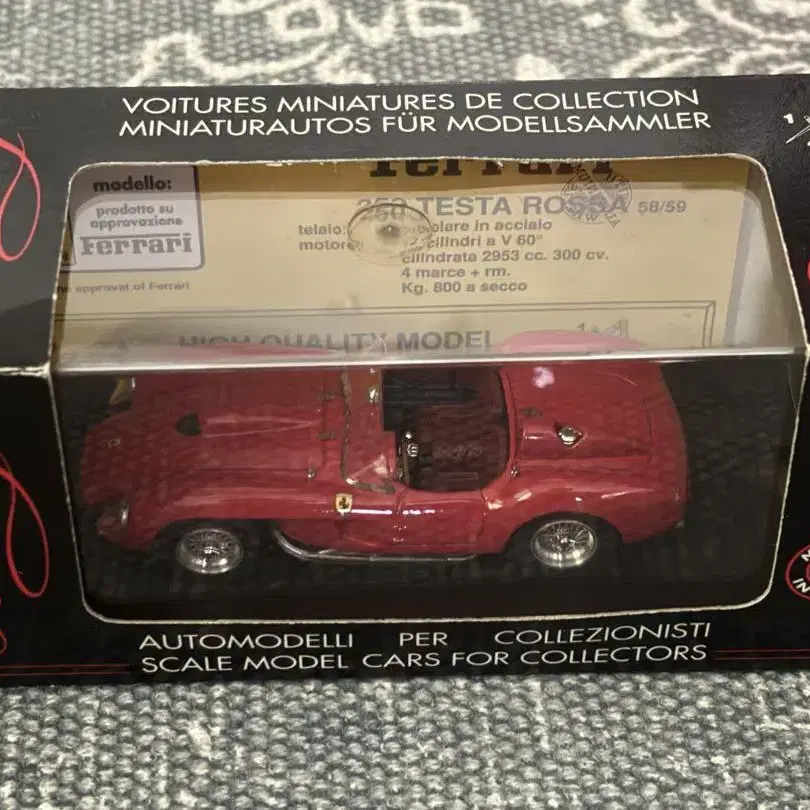 VOITURES MINIATURES DE COLLECTION
MINIATURAUTOS FÜR MODELLSAMMLER
modello:
prodotto su
approvazione
Ferrari
approval of Ferrari
Ferrari
250 TESTA ROSSA 58/59
telaio:
in acciaio
motore
cilindri a V 60°
cilindrata 2953 cc. 300 cv.
4 marce + rm.
Kg. 800 a secco
HIGH QUALITY MODEL
AUTOMODELLI PER COLLEZIONISTI
SCALE MODEL CARS FOR COLLECTORS